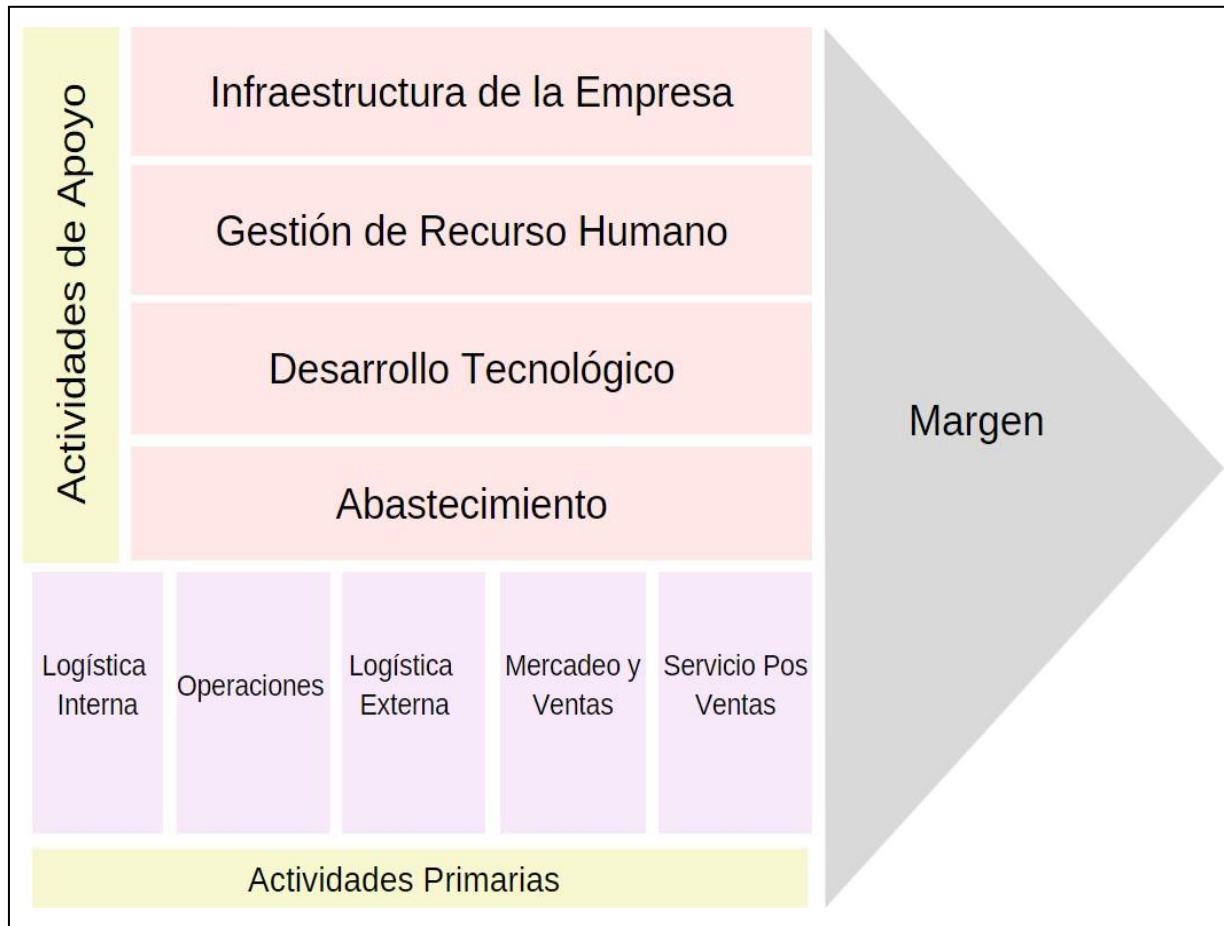 Actividades de Apoyo
Infraestructura de la Empresa
Gestión de Recurso Humano
Desarrollo Tecnológico
Abastecimiento
Margen
Logística
Interna
Operaciones
Logística
Externa
Mercadeo y
Ventas
Servicio Pos
Ventas
Actividades Primarias